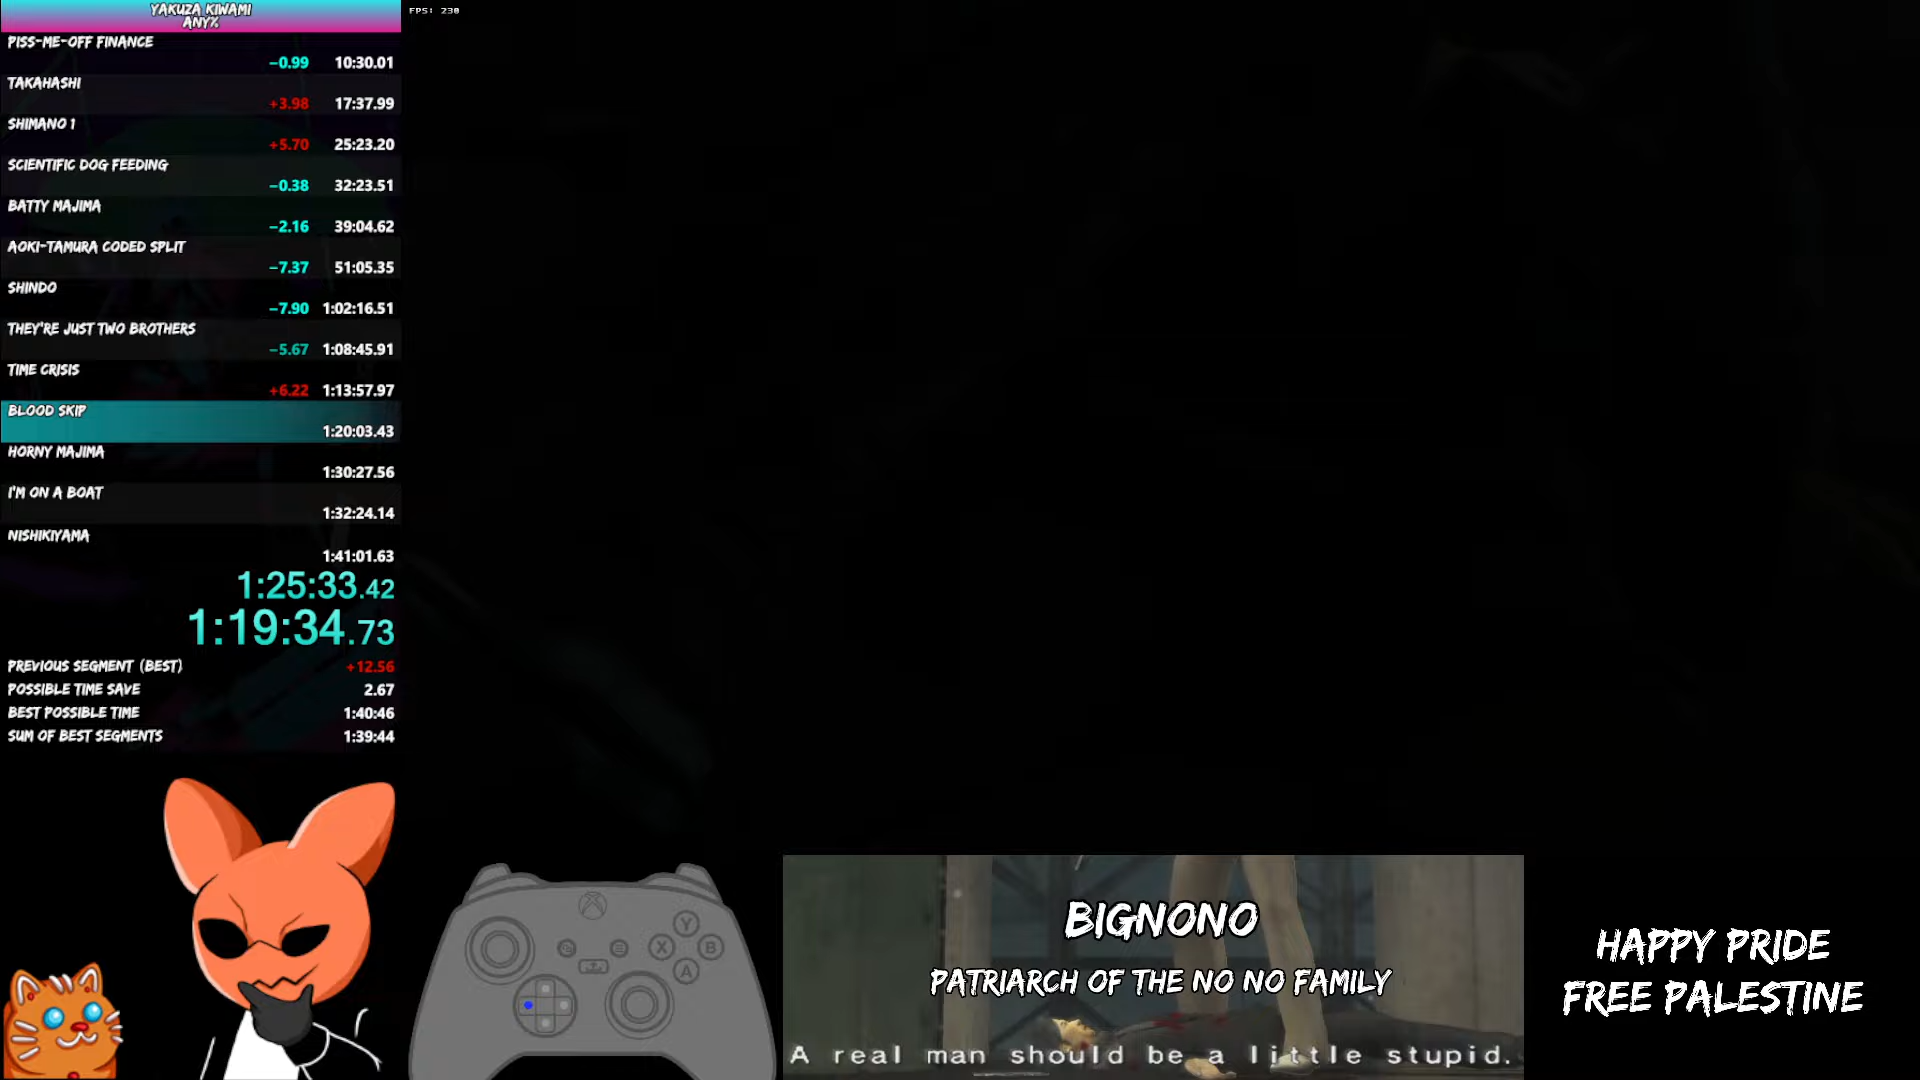 YAKUZA KIWAMI
ANY%
FPS: 230
PISS-ME-OFF FINANCE
-0.99 10:30.01
TAKAHASHI
+3.98 17:37.99
SHIMANO 1
+5.70 25:23.20
SCIENTIFIC DOG FEEDING
-0.38 32:23.51
BATTY MAJIMA
-2.16 39:04.62
AOKI-TAMURA CODED SPLIT
-7.37 51:05.35
SHINDO
-7.90 1:02:16.51
THEY'RE JUST TWO BROTHERS
-5.67 1:08:45.91
TIME CRISIS
+6.22 1:13:57.97
BLOOD SKIP
1:20:03.43
HORNY MAJIMA
1:30:27.56
I'M ON A BOAT
1:32:24.14
NISHIKIYAMA
1:41:01.63
1:25:33.42
1:19:34.73
PREVIOUS SEGMENT (BEST) +12.56
POSSIBLE TIME SAVE 2.67
BEST POSSIBLE TIME 1:40:46
SUM OF BEST SEGMENTS 1:39:44
Y
X B
A
BIGNONO
PATRIARCH OF THE NO NO FAMILY
A real man should be a little stupid.
HAPPY PRIDE
FREE PALESTINE